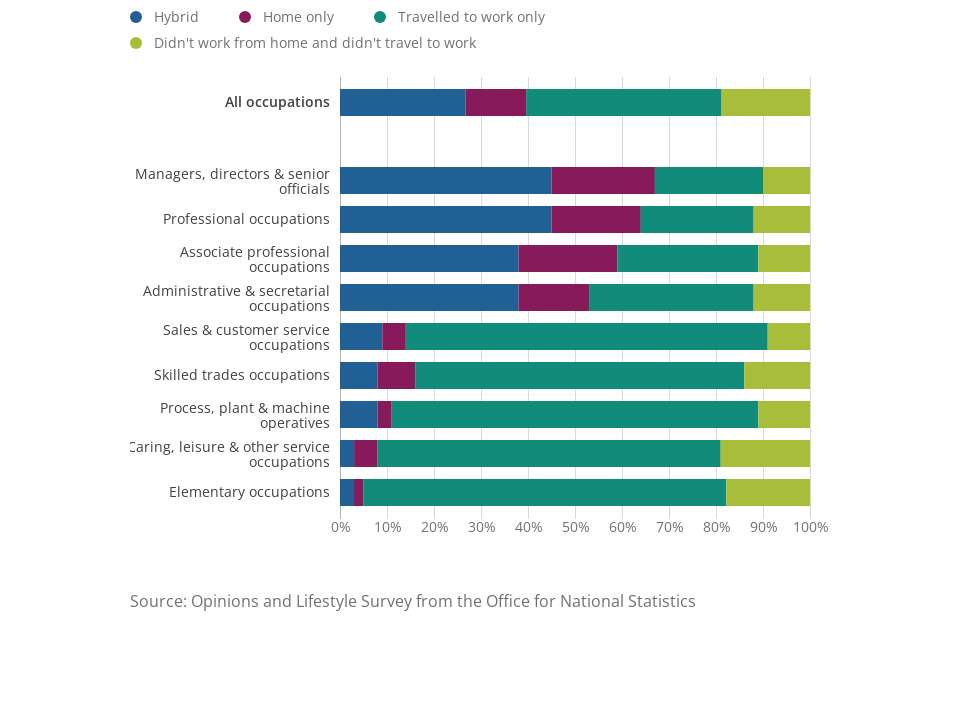 Hybrid Home only Travelled to work only
Didn't work from home and didn't travel to work
All occupations
Managers, directors & senior
officials
Professional occupations
Associate professional
occupations
Administrative & secretarial
occupations
Sales & customer service
occupations
Skilled trades occupations
Process, plant & machine
operatives
Caring, leisure & other service
occupations
Elementary occupations
0% 10% 20% 30% 40% 50% 60% 70% 80% 90% 100%
Source: Opinions and Lifestyle Survey from the Office for National Statistics